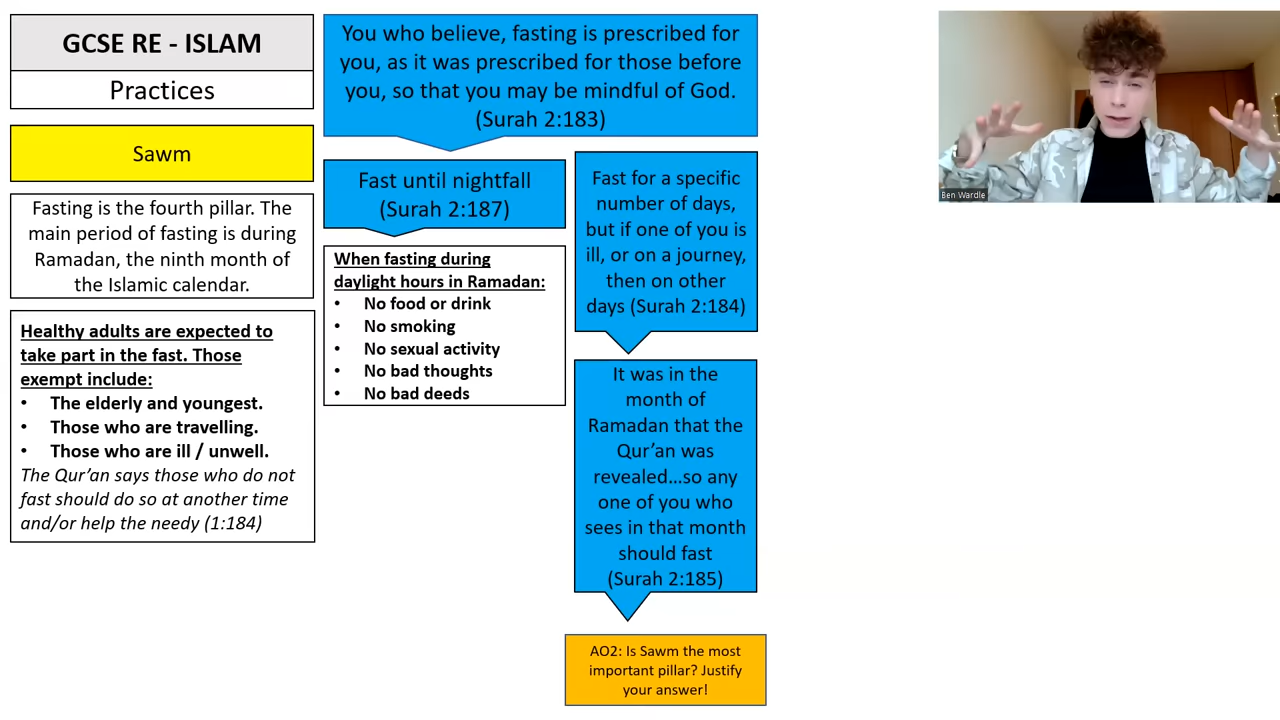 GCSE RE - ISLAM
Practices
Sawm
Fasting is the fourth pillar. The
main period of fasting is during
Ramadan, the ninth month of
the Islamic calendar.
Healthy adults are expected to
take part in the fast. Those
exempt include:
• The elderly and youngest.
• Those who are travelling.
• Those who are ill / unwell.
The Qur’an says those who do not
fast should do so at another time
and/or help the needy (1:184)
You who believe, fasting is prescribed for
you, as it was prescribed for those before
you, so that you may be mindful of God.
(Surah 2:183)
Fast until nightfall
(Surah 2:187)
When fasting during
daylight hours in Ramadan:
• No food or drink
• No smoking
• No sexual activity
• No bad thoughts
• No bad deeds
Fast for a specific
number of days,
but if one of you is
ill, or on a journey,
then on other
days (Surah 2:184)
It was in the
month of
Ramadan that the
Qur’an was
revealed…so any
one of you who
sees in that month
should fast
(Surah 2:185)
AO2: Is Sawm the most
important pillar? Justify
your answer!
Ben Wardle